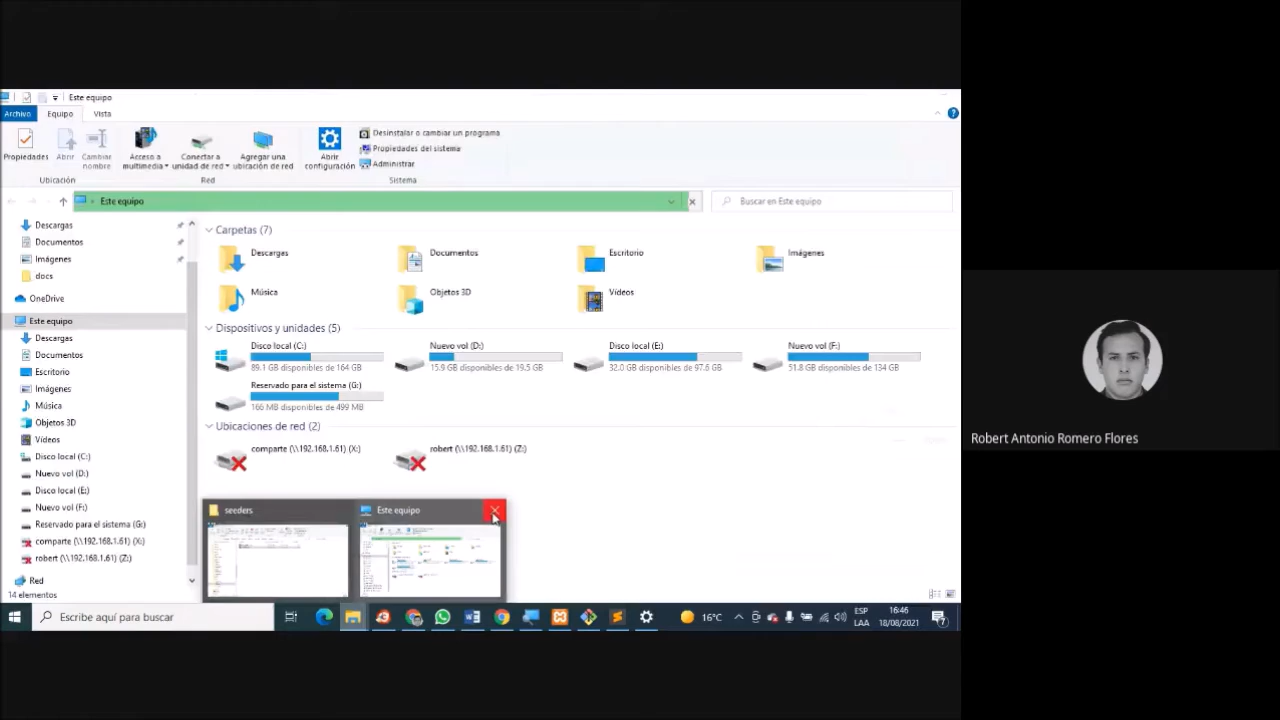 Este equipo
Archivo Equipo Vista
Propiedades
Abrir
Cambiar nombre
Acceso a multimedia
Conectar a unidad de red
Agregar una ubicación de red
Abrir configuración
Desinstalar o cambiar un programa
Propiedades del sistema
Administrar
Ubicación Red Sistema
Este equipo
Buscar en Este equipo
Descargas
Documentos
Imágenes
docs
OneDrive
Este equipo
Descargas
Documentos
Escritorio
Imágenes
Música
Objetos 3D
Vídeos
Disco local (C:)
Nuevo vol (D:)
Disco local (E:)
Nuevo vol (F:)
Reservado para el sistema (G:)
comparte (\\192.168.1.61) (X:)
robert (\\192.168.1.61) (Z:)
Red
14 elementos
Carpetas (7)
Descargas Documentos Escritorio Imágenes
Música Objetos 3D Vídeos
Dispositivos y unidades (5)
Disco local (C:)
89.1 GB disponibles de 164 GB
Nuevo vol (D:)
15.9 GB disponibles de 19.5 GB
Disco local (E:)
32.0 GB disponibles de 97.6 GB
Nuevo vol (F:)
51.8 GB disponibles de 134 GB
Reservado para el sistema (G:)
166 MB disponibles de 499 MB
Ubicaciones de red (2)
comparte (\\192.168.1.61) (X:)
robert (\\192.168.1.61) (Z:)
seeders
Este equipo
Escribe aquí para buscar
16°C
ESP
LAA
16:46
18/08/2021
7
Robert Antonio Romero Flores